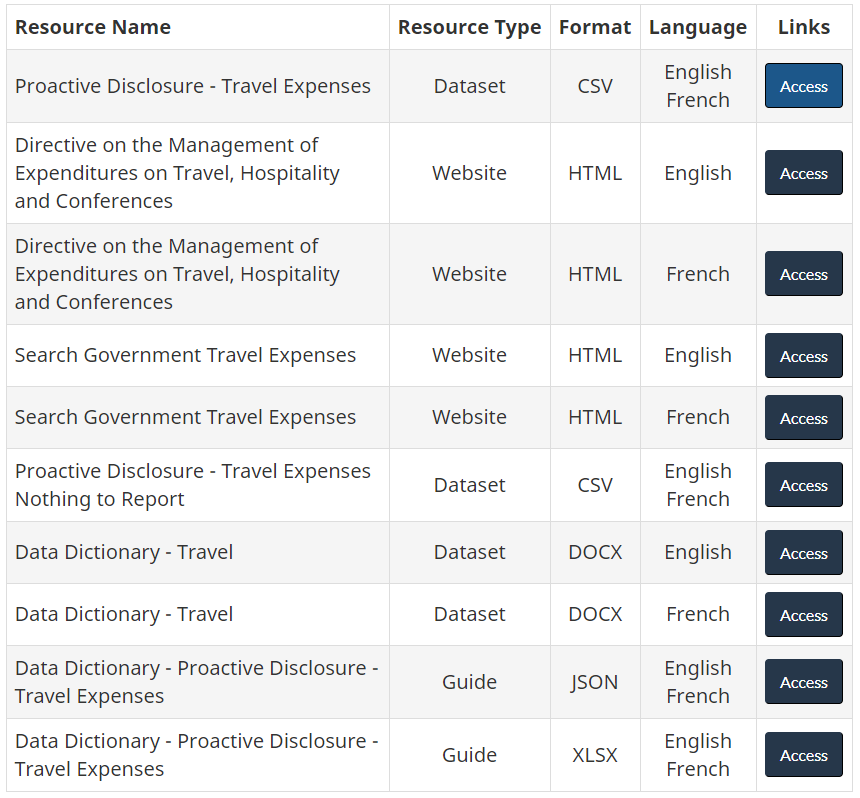 Resource Name Resource Type Format Language Links
Proactive Disclosure - Travel Expenses Dataset CSV English French Access
Directive on the Management of
Expenditures on Travel, Hospitality
and Conferences Website HTML English Access
Directive on the Management of
Expenditures on Travel, Hospitality
and Conferences Website HTML French Access
Search Government Travel Expenses Website HTML English Access
Search Government Travel Expenses Website HTML French Access
Proactive Disclosure - Travel Expenses
Nothing to Report Dataset CSV English French Access
Data Dictionary - Travel Dataset DOCX English Access
Data Dictionary - Travel Dataset DOCX French Access
Data Dictionary - Proactive Disclosure -
Travel Expenses Guide JSON English French Access
Data Dictionary - Proactive Disclosure -
Travel Expenses Guide XLSX English French Access